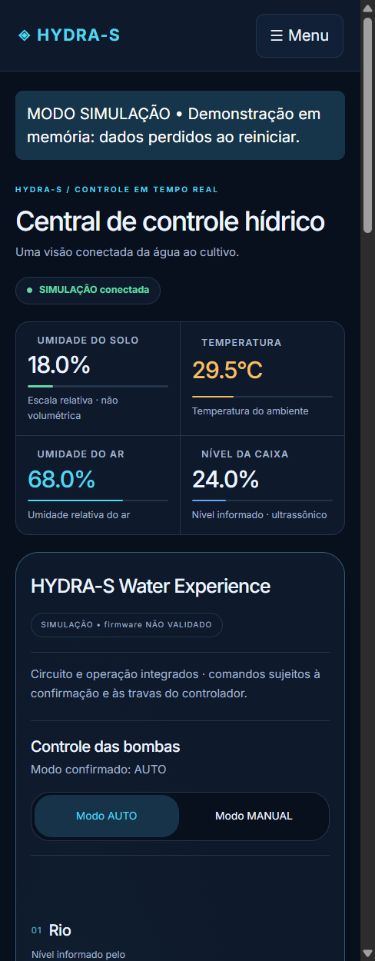 ◈ HYDRA-S
☰ Menu
MODO SIMULAÇÃO • Demonstração em
memória: dados perdidos ao reiniciar.
HYDRA-S / CONTROLE EM TEMPO REAL
Central de controle hídrico
Uma visão conectada da água ao cultivo.
SIMULAÇÃO conectada
UMIDADE DO SOLO
18.0%
Escala relativa · não
volumétrica
TEMPERATURA
29.5°C
Temperatura do ambiente
UMIDADE DO AR
68.0%
Umidade relativa do ar
NÍVEL DA CAIXA
24.0%
Nível informado · ultrassônico
HYDRA-S Water Experience
SIMULAÇÃO • firmware NÃO VALIDADO
Circuito e operação integrados · comandos sujeitos à
confirmação e às travas do controlador.
Controle das bombas
Modo confirmado: AUTO
Modo AUTO
Modo MANUAL
01 Rio
Nível informado pelo